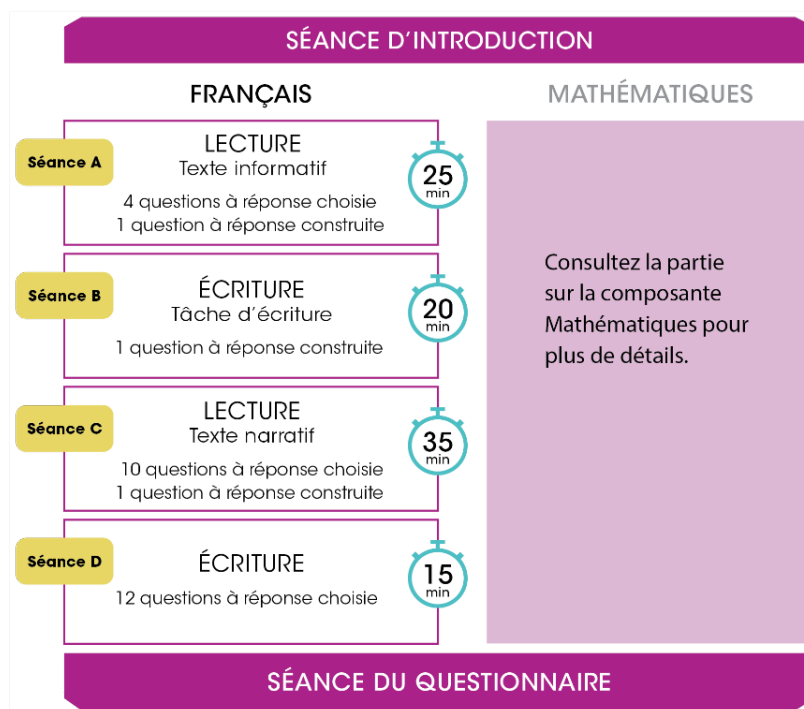 SÉANCE D'INTRODUCTION
FRANÇAIS
MATHÉMATIQUES
Séance A
LECTURE
Texte informatif
4 questions à réponse choisie
1 question à réponse construite
25
min
Séance B
ÉCRITURE
Tâche d'écriture
1 question à réponse construite
20
min
Séance C
LECTURE
Texte narratif
10 questions à réponse choisie
1 question à réponse construite
35
min
Séance D
ÉCRITURE
12 questions à réponse choisie
15
min
Consultez la partie
sur la composante
Mathématiques pour
plus de détails.
SÉANCE DU QUESTIONNAIRE